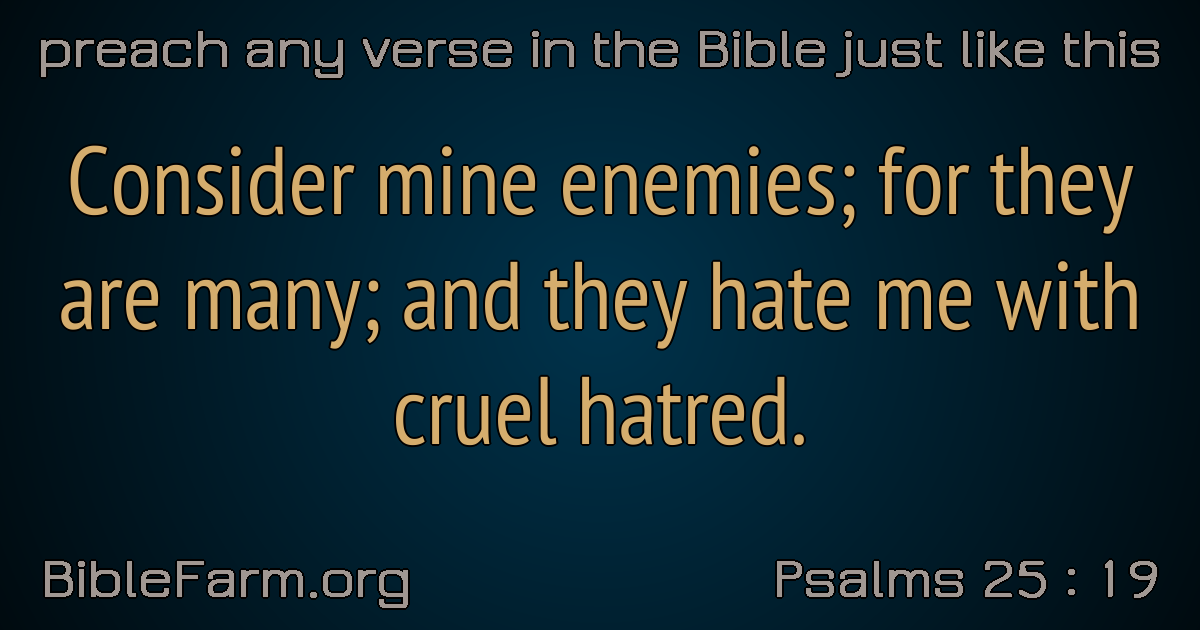 preach any verse in the Bible just like this
Consider mine enemies; for they
are many; and they hate me with
cruel hatred.
BibleFarm.org
Psalms 25 : 19